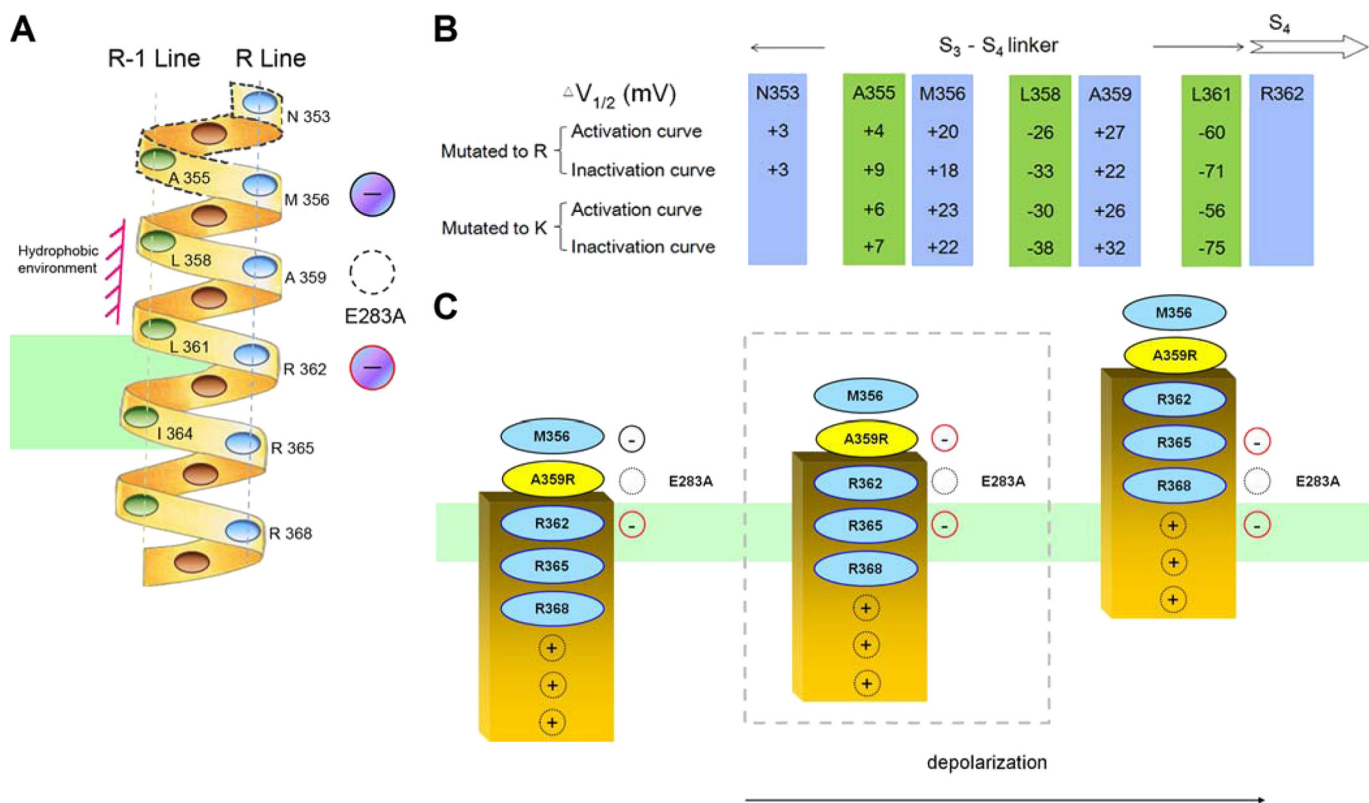 A
R-1 Line
R Line
N 353
A 355
M 356
−
Hydrophobic
environment
L 358
A 359
E283A
L 361
R 362
−
I 364
R 365
R 368
B
S3 - S4 linker
S4
△V1/2 (mV)
N353 A355 M356 L358 A359 L361 R362
Mutated to R
Activation curve +3 +4 +20 -26 +27 -60
Inactivation curve +3 +9 +18 -33 +22 -71
Mutated to K
Activation curve +6 +23 -30 +26 -56
Inactivation curve +7 +22 -38 +32 -75
C
M356 -
A359R E283A
R362 -
R365
R368
+
+
+
M356
A359R -
R362 E283A
R365 -
R368
+
+
+
M356
A359R
R362
R365 -
R368 E283A
+ -
+
+
depolarization